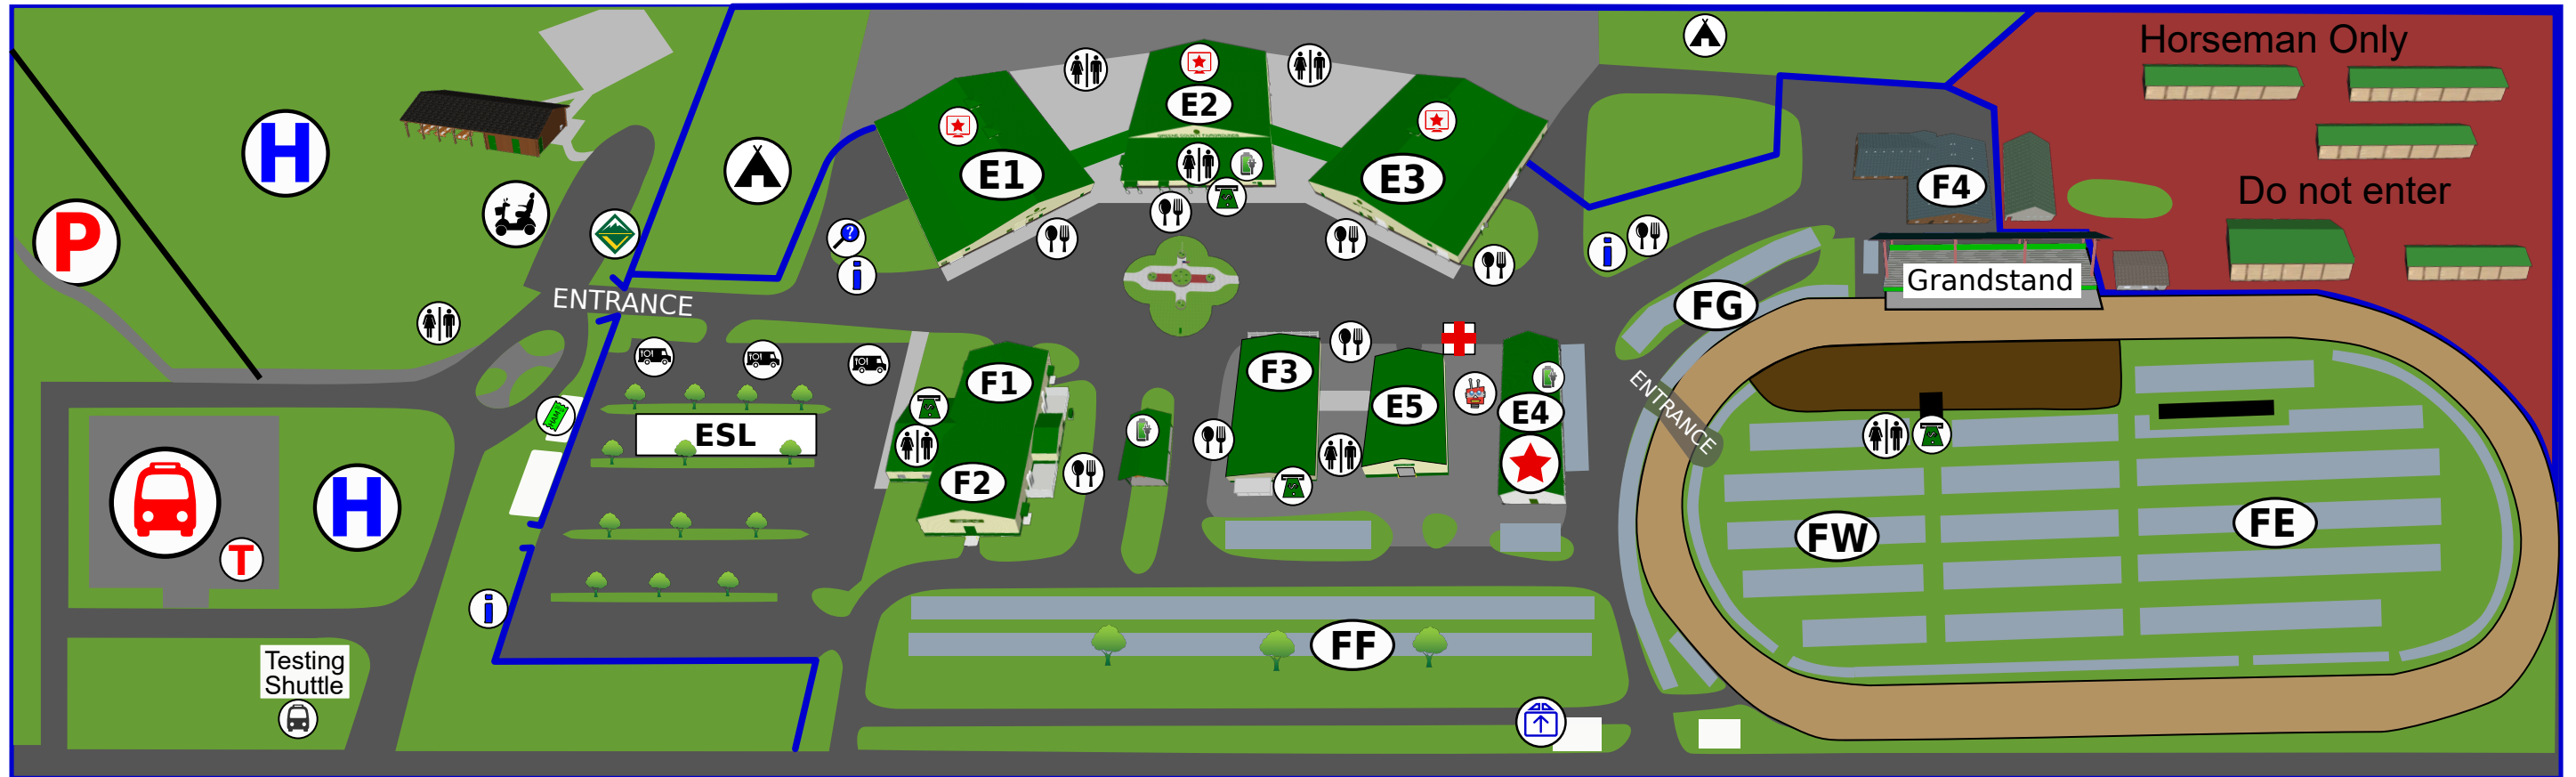 Horseman Only
H
E2
E1
E3
F4
Do not enter
P
?
i
i
ENTRANCE
Grandstand
FG
F1
F3
E5
E4
ENTRANCE
ESL
F2
H
T
FW
FE
i
FF
Testing
Shuttle